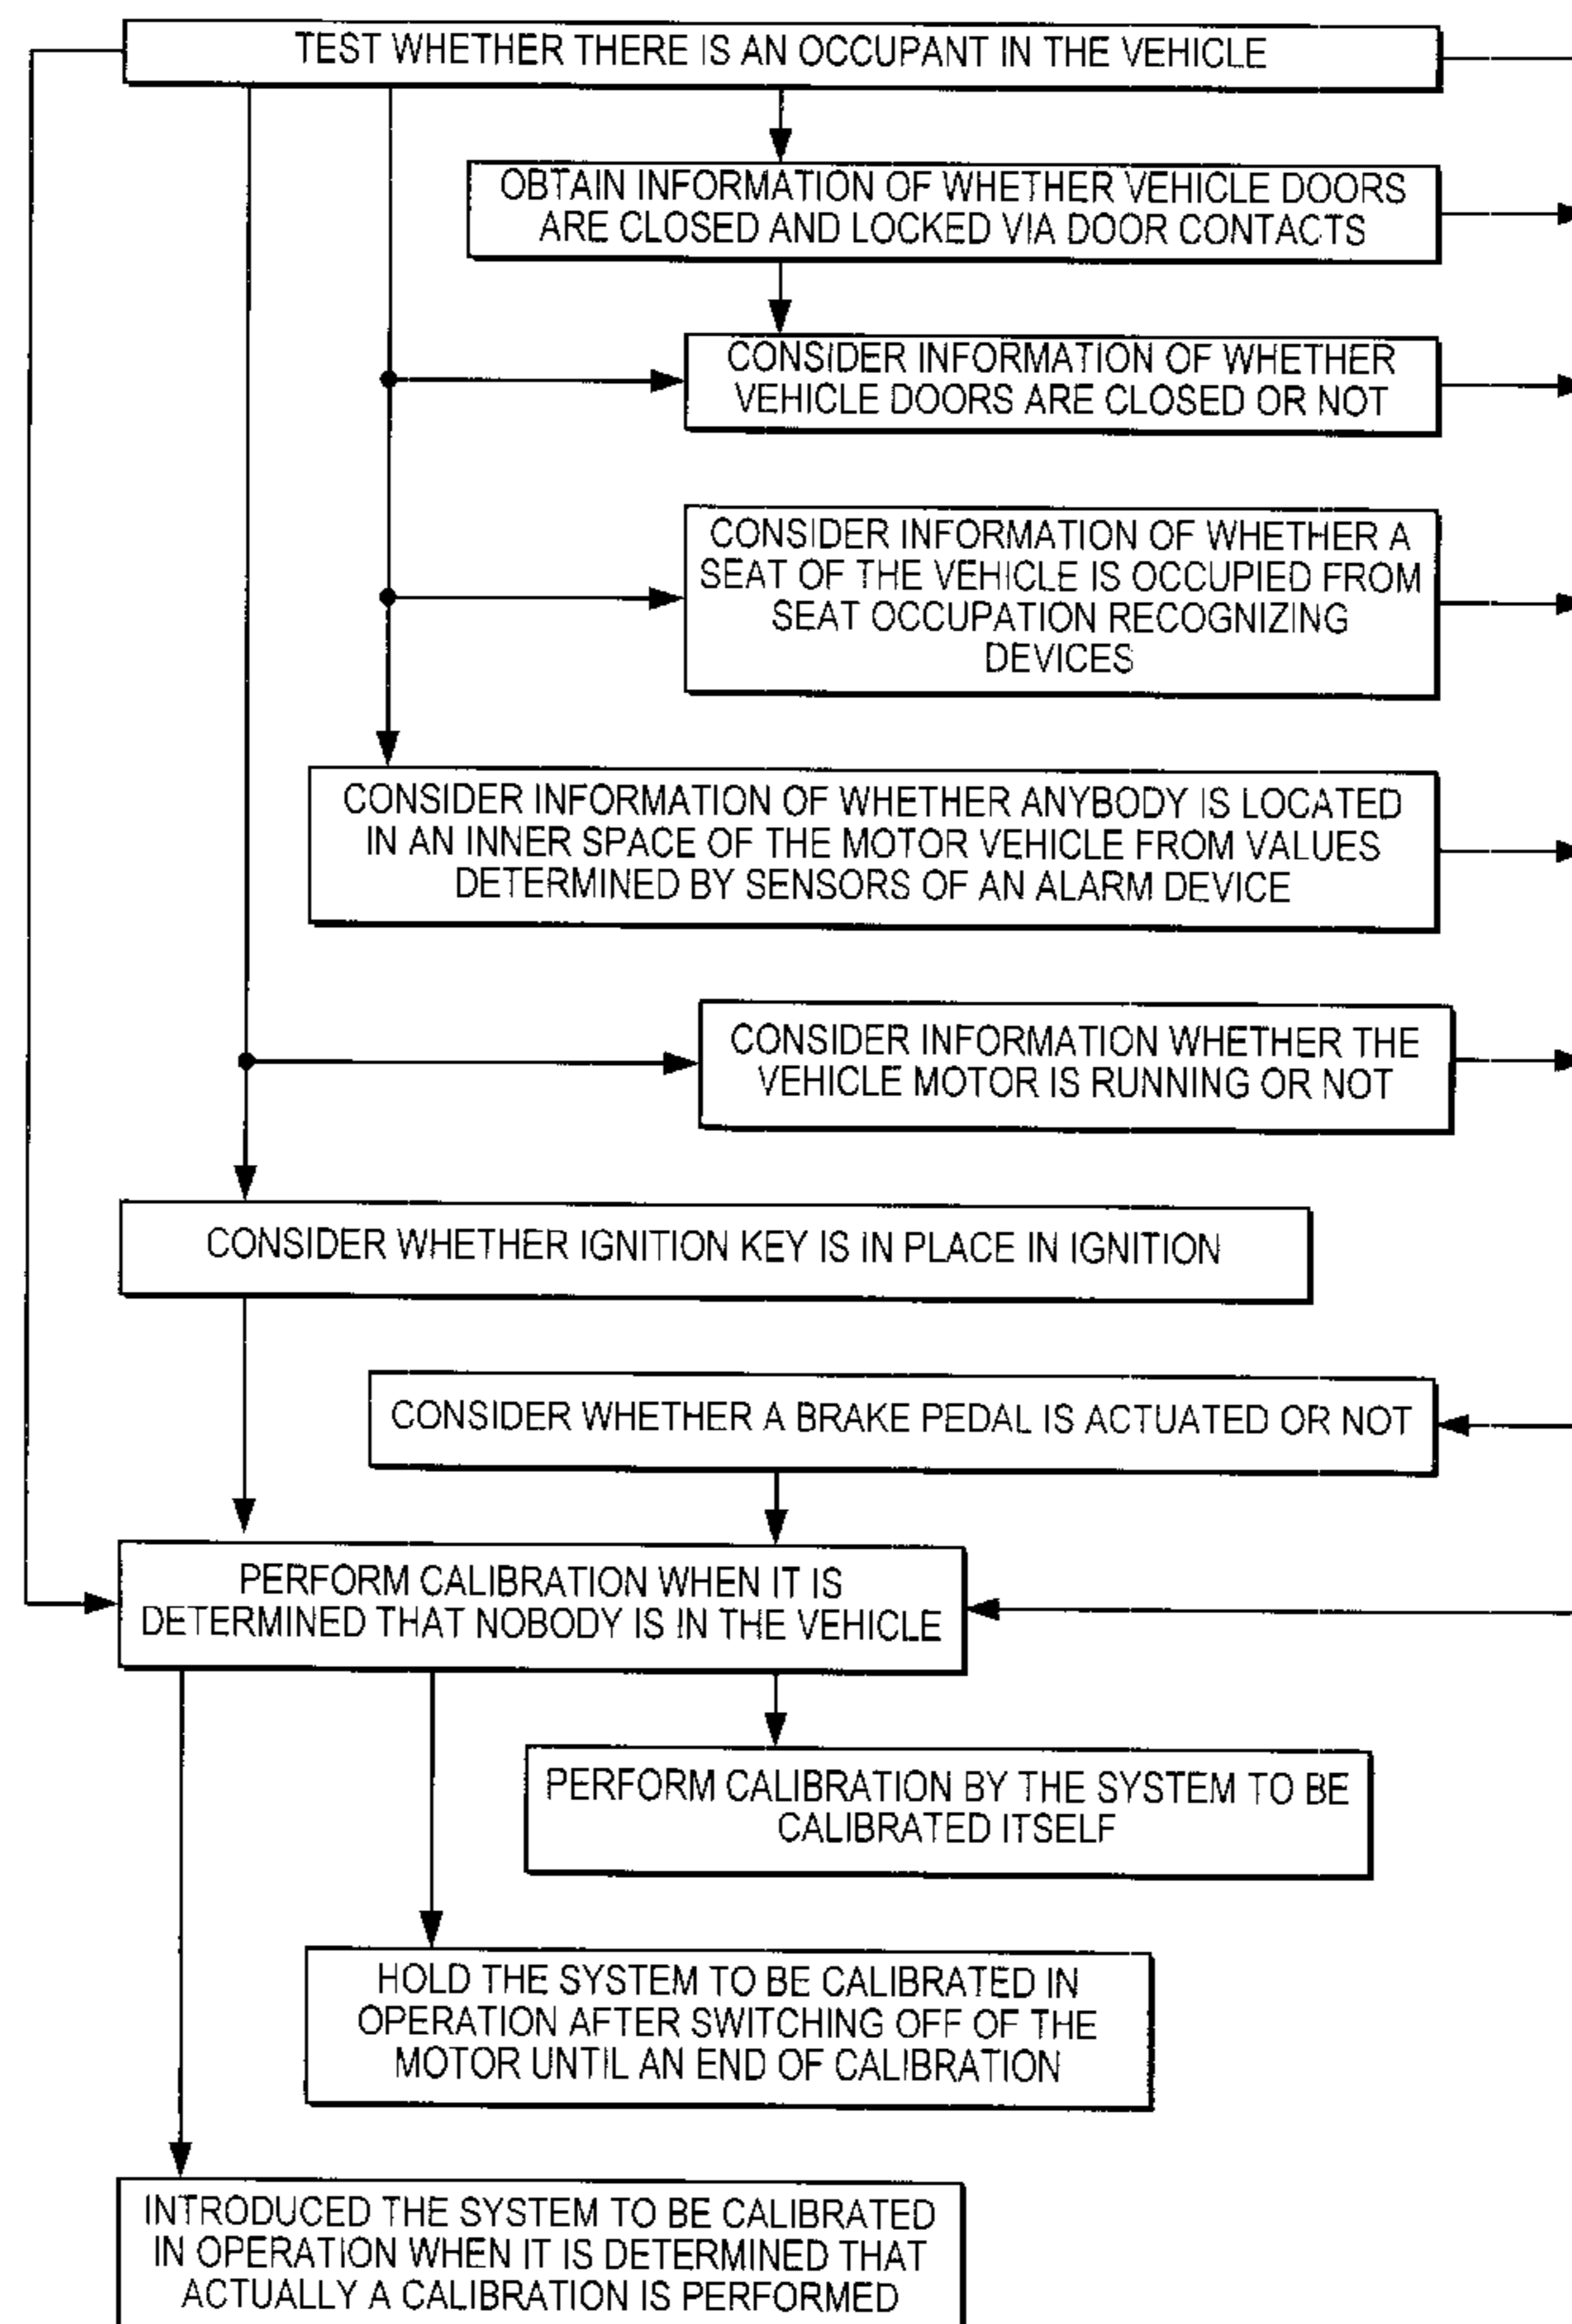 TEST WHETHER THERE IS AN OCCUPANT IN THE VEHICLE
OBTAIN INFORMATION OF WHETHER VEHICLE DOORS
ARE CLOSED AND LOCKED VIA DOOR CONTACTS
CONSIDER INFORMATION OF WHETHER
VEHICLE DOORS ARE CLOSED OR NOT
CONSIDER INFORMATION OF WHETHER A
SEAT OF THE VEHICLE IS OCCUPIED FROM
SEAT OCCUPATION RECOGNIZING
DEVICES
CONSIDER INFORMATION OF WHETHER ANYBODY IS LOCATED
IN AN INNER SPACE OF THE MOTOR VEHICLE FROM VALUES
DETERMINED BY SENSORS OF AN ALARM DEVICE
CONSIDER INFORMATION WHETHER THE
VEHICLE MOTOR IS RUNNING OR NOT
CONSIDER WHETHER IGNITION KEY IS IN PLACE IN IGNITION
CONSIDER WHETHER A BRAKE PEDAL IS ACTUATED OR NOT
PERFORM CALIBRATION WHEN IT IS
DETERMINED THAT NOBODY IS IN THE VEHICLE
PERFORM CALIBRATION BY THE SYSTEM TO BE
CALIBRATED ITSELF
HOLD THE SYSTEM TO BE CALIBRATED IN
OPERATION AFTER SWITCHING OFF OF THE
MOTOR UNTIL AN END OF CALIBRATION
INTRODUCED THE SYSTEM TO BE CALIBRATED
IN OPERATION WHEN IT IS DETERMINED THAT
ACTUALLY A CALIBRATION IS PERFORMED